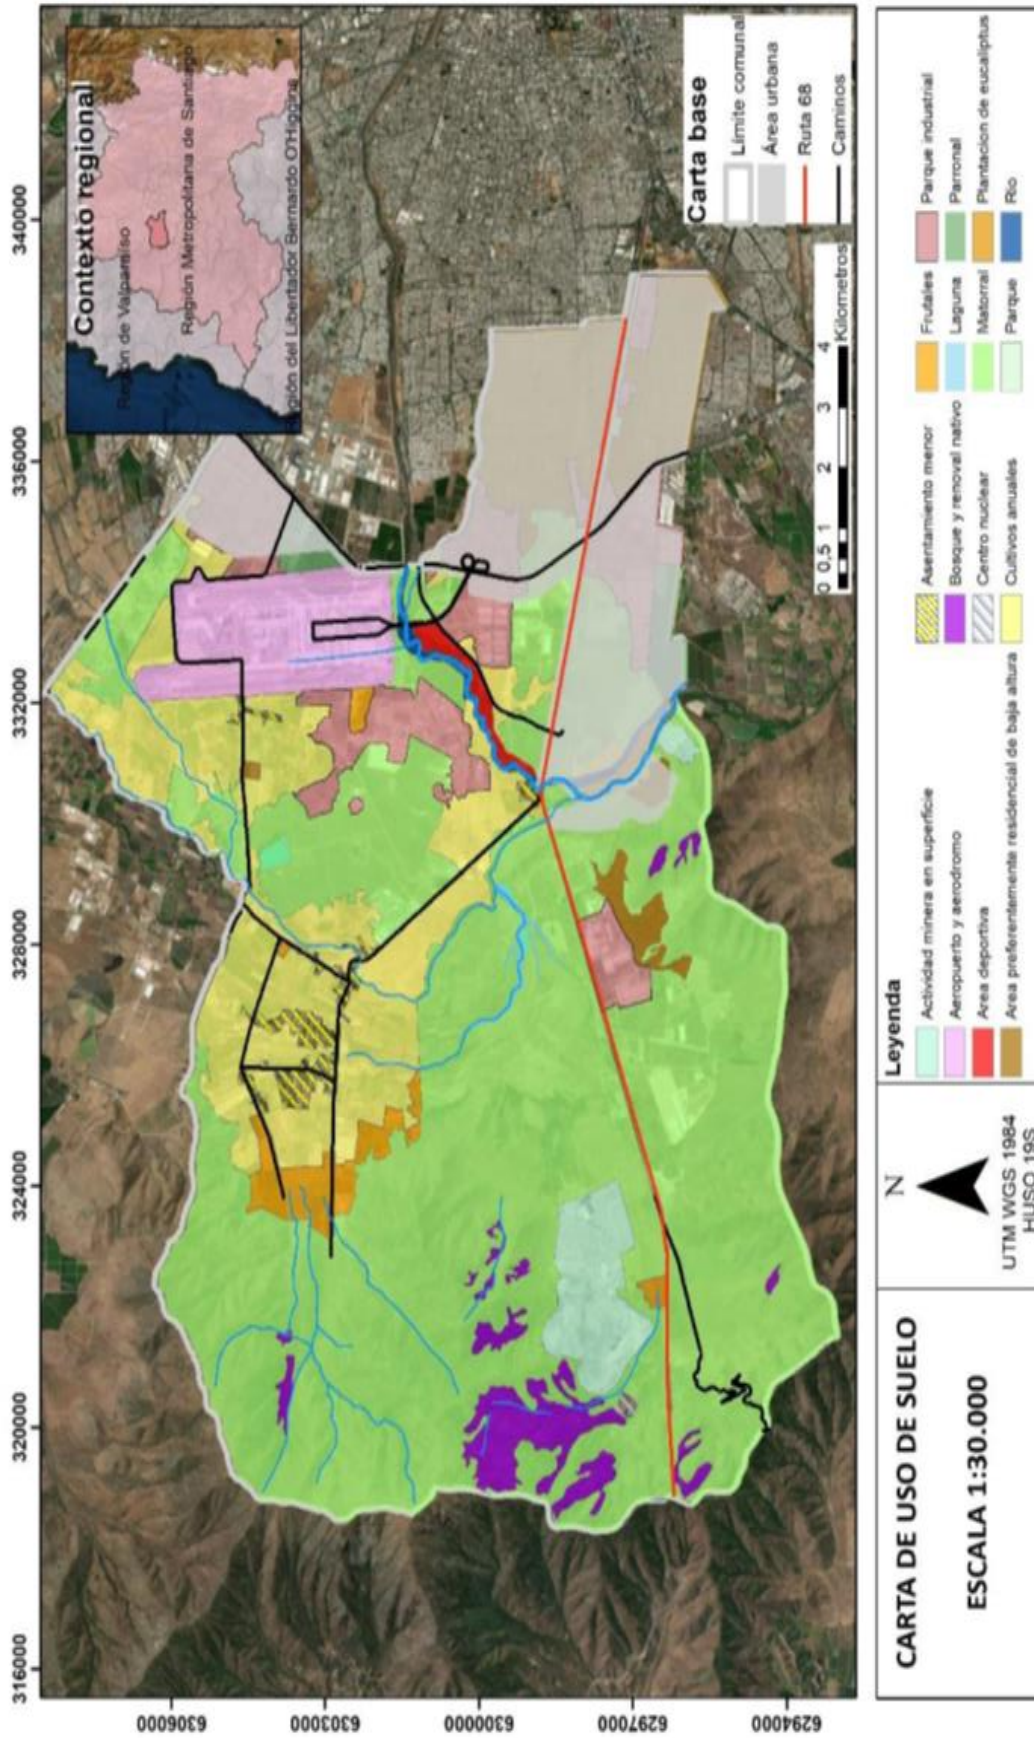 Contexto regional
Región de Valparaíso
Región Metropolitana de Santiago
Región del Libertador Bernardo O'Higgins
316000
320000
324000
328000
332000
336000
340000
6306000
6303000
6300000
6297000
6294000
Carta base
Límite comunal
Área urbana
Ruta 68
Caminos
0 0,5 1 2 3 4
Kilometros
CARTA DE USO DE SUELO
ESCALA 1:30.000
N
UTM WGS 1984
HUSO 19S
Leyenda
Actividad minera en superficie
Aeropuerto y aerodromo
Area deportiva
Area preferentemente residencial de baja altura
Asentamiento menor
Bosque y renoval nativo
Centro nuclear
Cultivos anuales
Frutales
Laguna
Matorral
Parque
Parque industrial
Parronal
Plantacion de eucaliptus
Rio